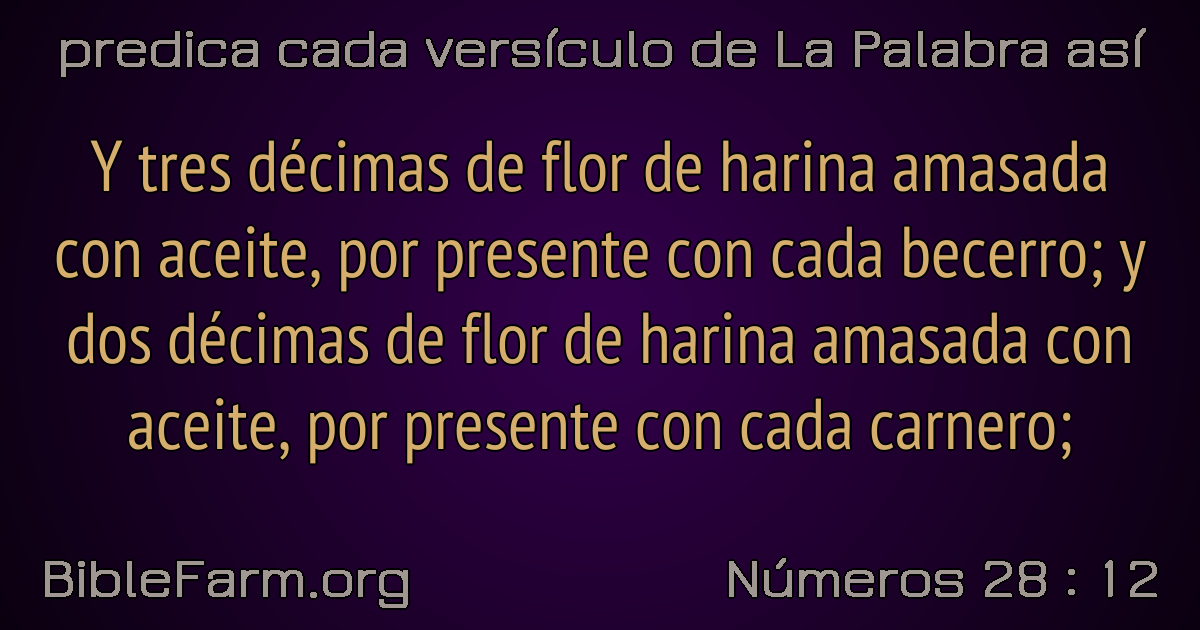 predica cada versículo de La Palabra así
Y tres décimas de flor de harina amasada
con aceite, por presente con cada becerro; y
dos décimas de flor de harina amasada con
aceite, por presente con cada carnero;
BibleFarm.org
Números 28 : 12